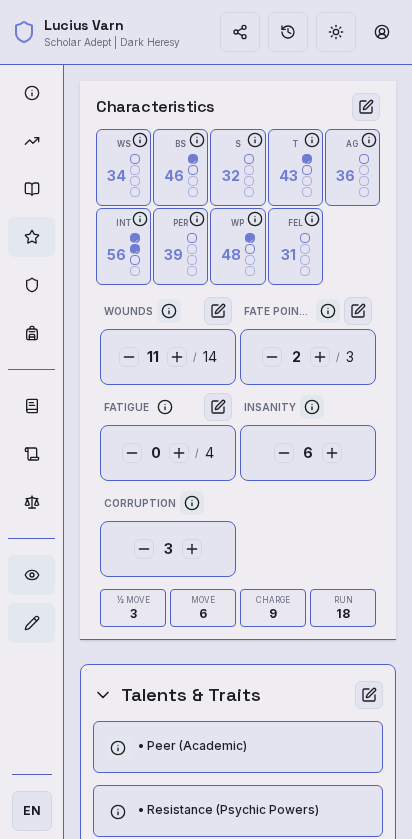 Lucius Varn
Scholar Adept | Dark Heresy
Characteristics
WS BS S T AG
34 46 32 43 36
INT PER WP FEL
56 39 48 31
WOUNDS FATE POIN...
11 / 14 2 / 3
FATIGUE INSANITY
0 / 4 6
CORRUPTION
3
½ MOVE MOVE CHARGE RUN
3 6 9 18
Talents & Traits
• Peer (Academic)
• Resistance (Psychic Powers)
EN